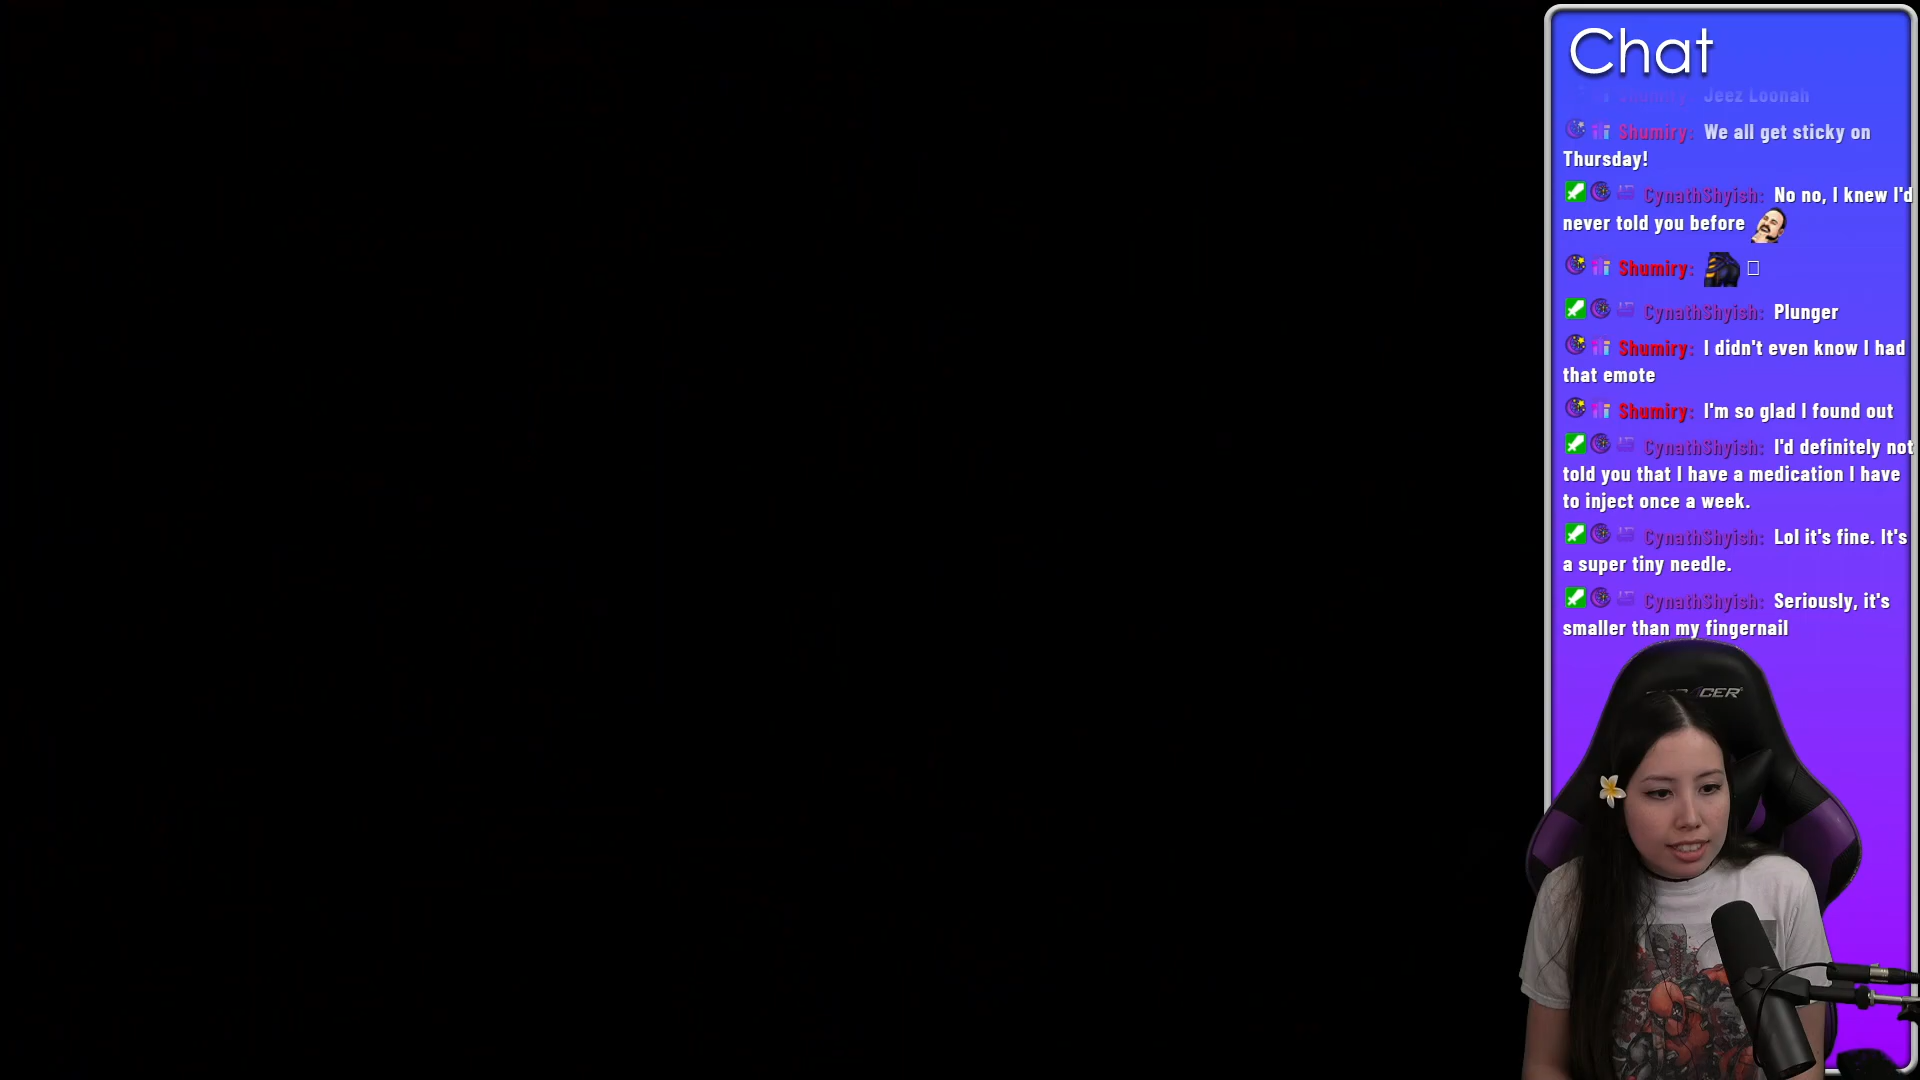 Chat
Shumiry: Jeez Loonah
Shumiry: We all get sticky on
Thursday!
CynathShyish: No no, I knew I'd
never told you before
Shumiry:
CynathShyish: Plunger
Shumiry: I didn't even know I had
that emote
Shumiry: I'm so glad I found out
CynathShyish: I'd definitely not
told you that I have a medication I have
to inject once a week.
CynathShyish: Lol it's fine. It's
a super tiny needle.
CynathShyish: Seriously, it's
smaller than my fingernail